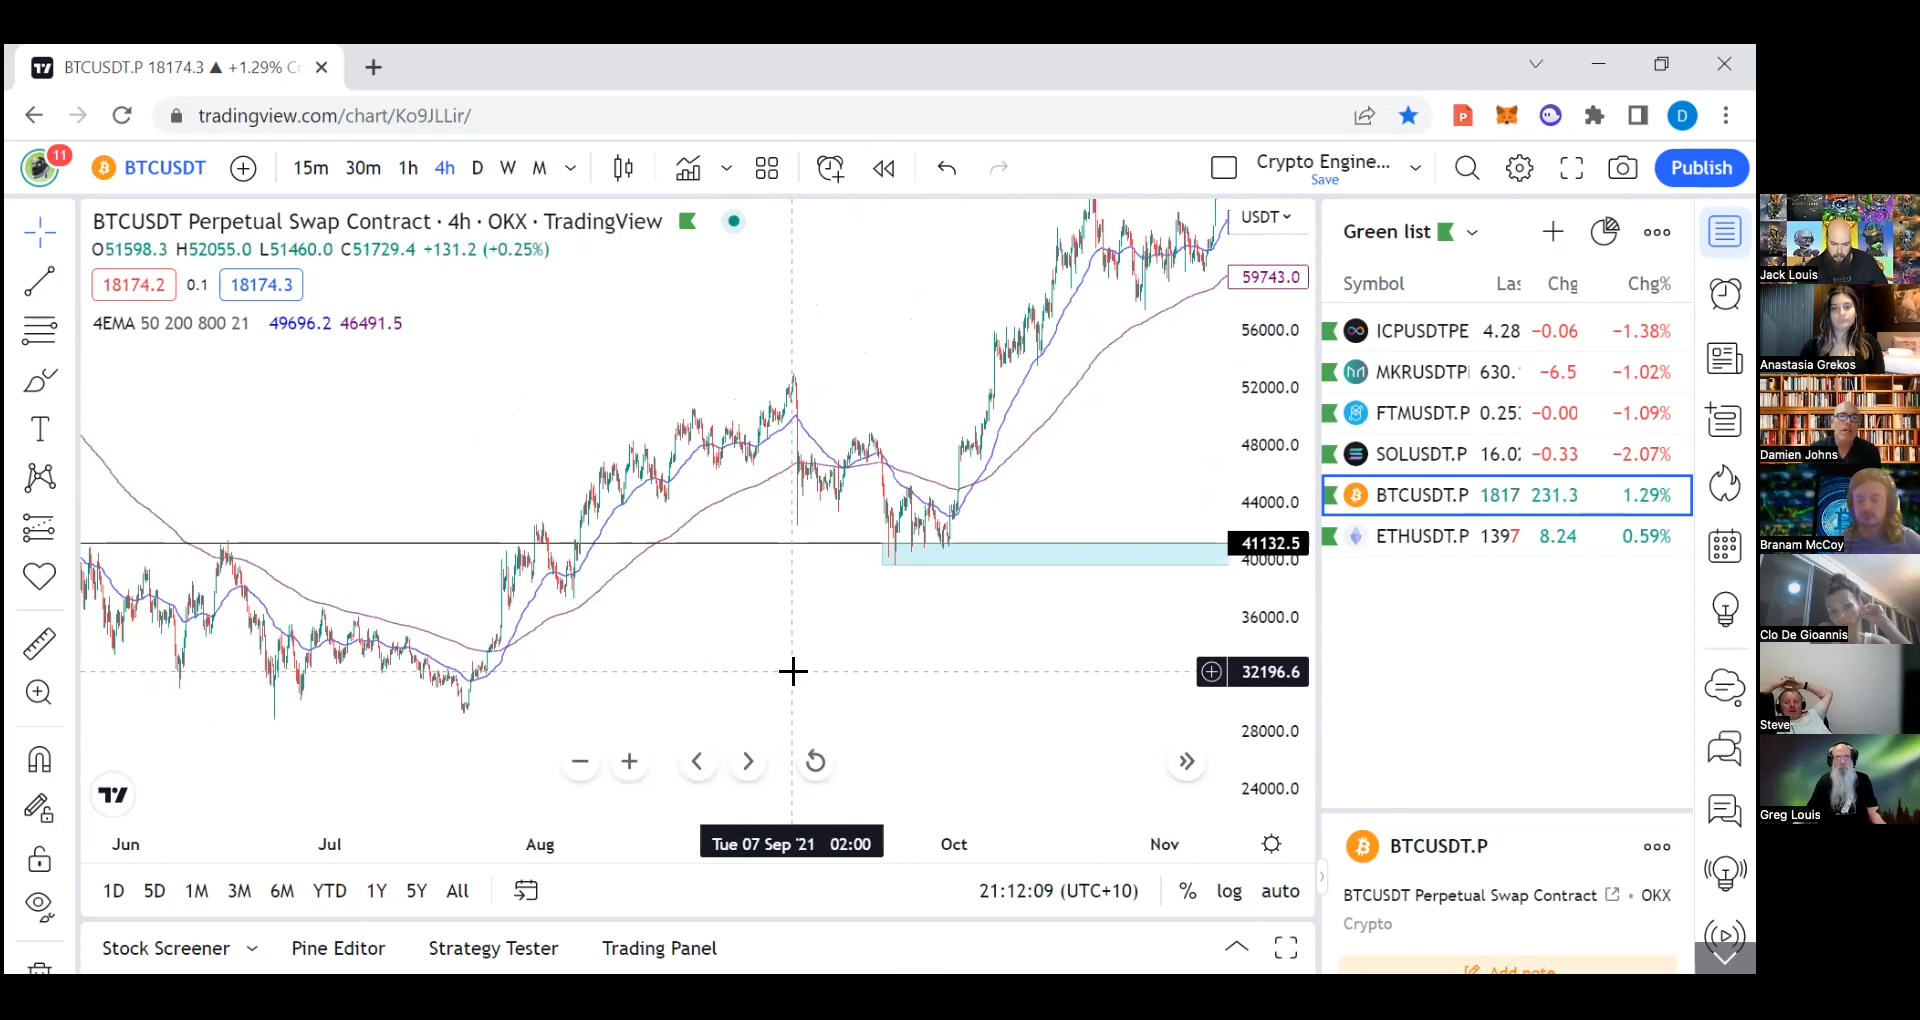 BTCUSDT.P 18174.3 ▲ +1.29% Cr
tradingview.com/chart/Ko9JLLir/
P
D
11
BTCUSDT
15m 30m 1h 4h D W M
Crypto Engine...
Save
Publish
BTCUSDT Perpetual Swap Contract · 4h · OKX · TradingView
O51598.3 H52055.0 L51460.0 C51729.4 +131.2 (+0.25%)
18174.2 0.1 18174.3
4EMA 50 200 800 21 49696.2 46491.5
USDT
59743.0
56000.0
52000.0
48000.0
44000.0
41132.5
40000.0
36000.0
32196.6
28000.0
24000.0
Jun Jul Aug Tue 07 Sep '21 02:00 Oct Nov
1D 5D 1M 3M 6M YTD 1Y 5Y All
21:12:09 (UTC+10) % log auto
Stock Screener Pine Editor Strategy Tester Trading Panel
Green list
Symbol Las Chg Chg%
ICPUSDTPE 4.28 −0.06 −1.38%
MKRUSDTP 630. −6.5 −1.02%
FTMUSDT.P 0.25 −0.00 −1.09%
SOLUSDT.P 16.0 −0.33 −2.07%
BTCUSDT.P 1817 231.3 1.29%
ETHUSDT.P 1397 8.24 0.59%
BTCUSDT.P
BTCUSDT Perpetual Swap Contract • OKX
Crypto
Add note
Jack Louis
Anastasia Grekos
Damien Johns
Branam McCoy
Clo De Gioannis
Steve
Greg Louis